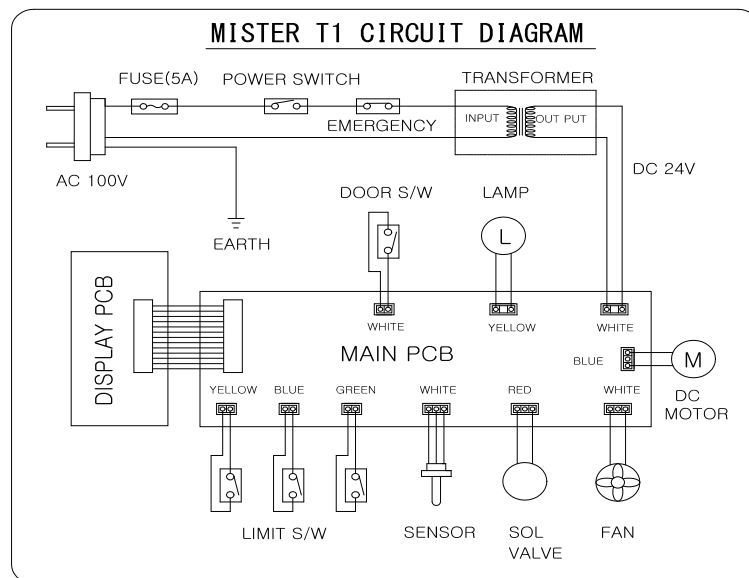 MISTER T1 CIRCUIT DIAGRAM
FUSE(5A)
POWER SWITCH
TRANSFORMER
INPUT
OUT PUT
EMERGENCY
AC 100V
DC 24V
DOOR S/W
LAMP
L
EARTH
DISPLAY PCB
WHITE
YELLOW
WHITE
MAIN PCB
BLUE
M
DC
MOTOR
YELLOW
BLUE
GREEN
WHITE
RED
WHITE
LIMIT S/W
SENSOR
SOL
VALVE
FAN